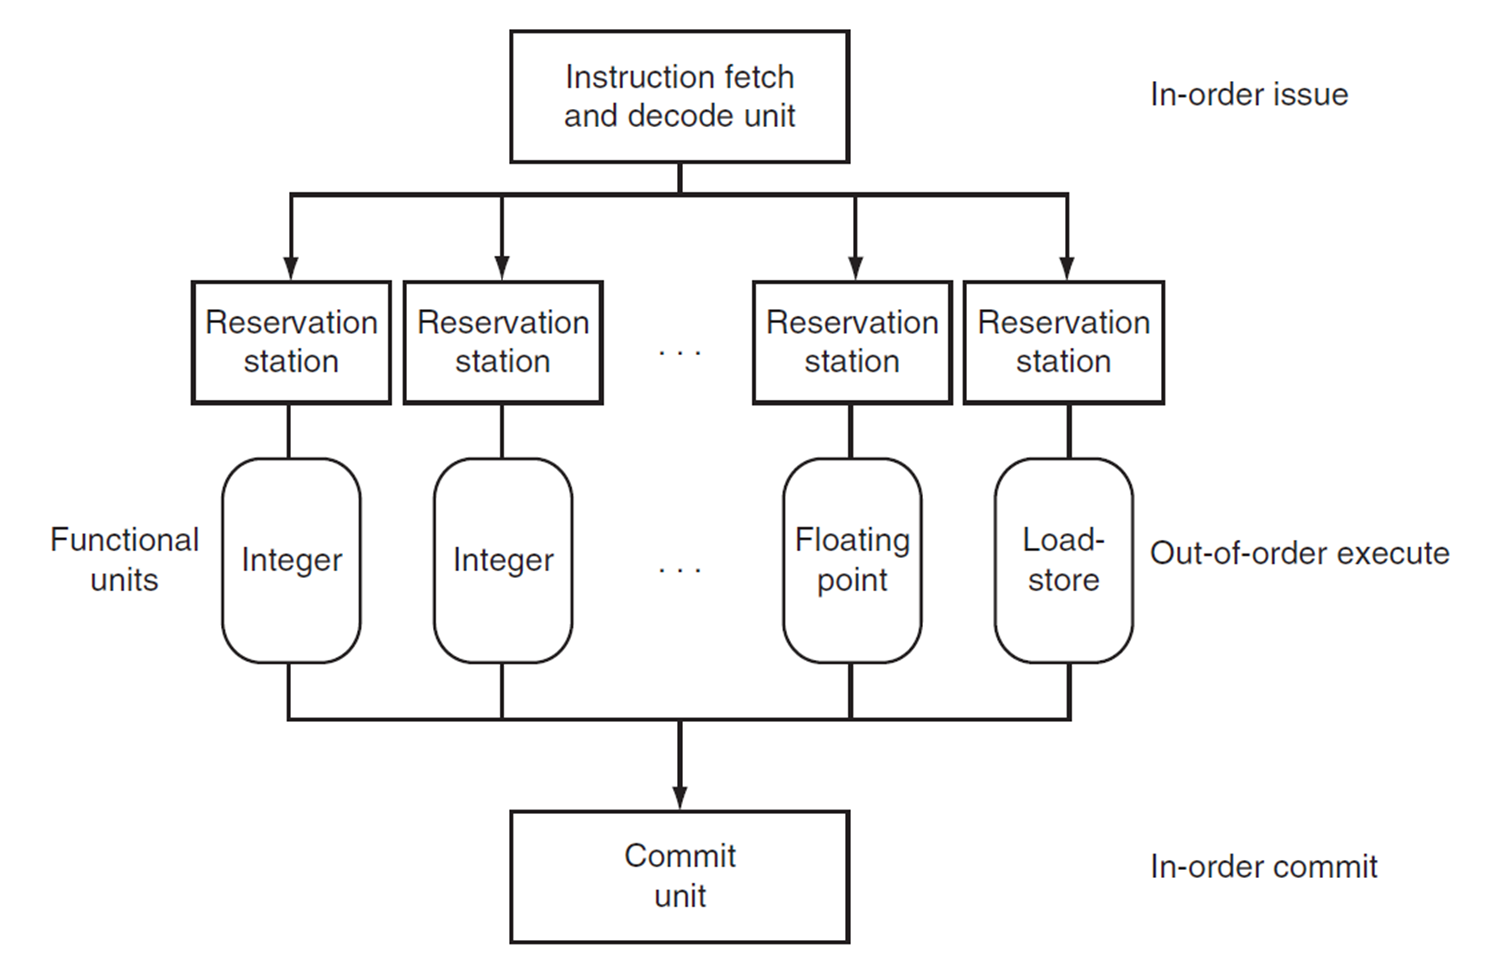 Instruction fetch
and decode unit
In-order issue
Reservation
station
Reservation
station
. . .
Reservation
station
Reservation
station
Functional
units
Integer
Integer
. . .
Floating
point
Load-
store
Out-of-order execute
Commit
unit
In-order commit